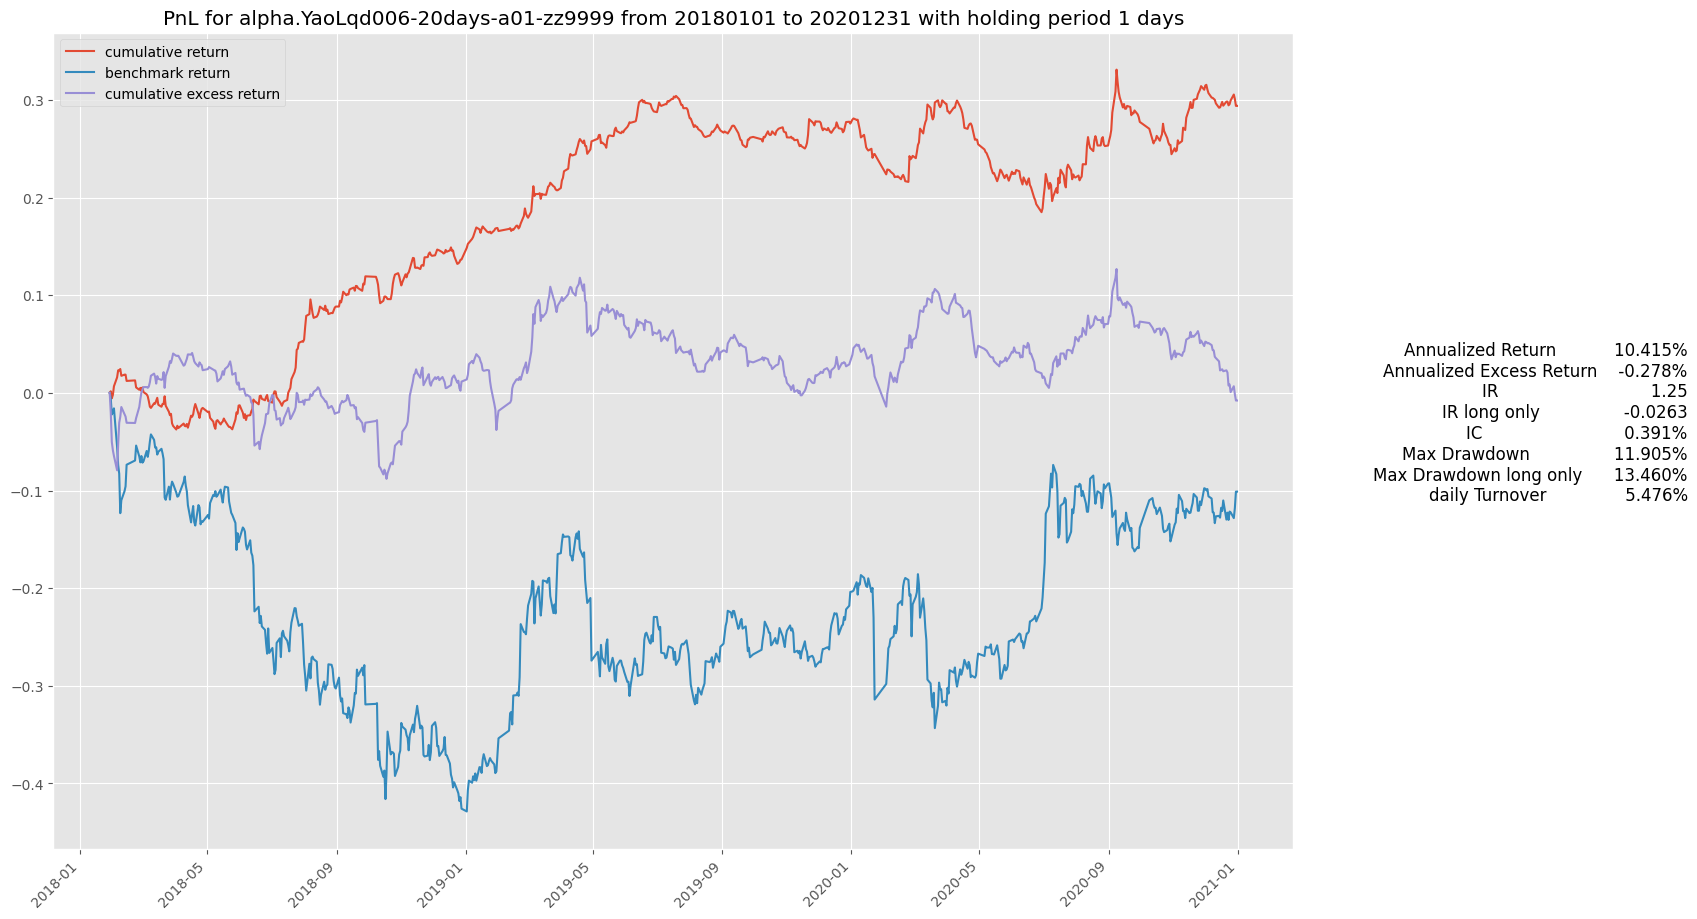 PnL for alpha.YaoLqd006-20days-a01-zz9999 from 20180101 to 20201231 with holding period 1 days
cumulative return
benchmark return
cumulative excess return
0.3
0.2
0.1
0.0
−0.1
−0.2
−0.3
−0.4
2018-01
2018-05
2018-09
2019-01
2019-05
2019-09
2020-01
2020-05
2020-09
2021-01
Annualized Return 10.415%
Annualized Excess Return -0.278%
IR 1.25
IR long only -0.0263
IC 0.391%
Max Drawdown 11.905%
Max Drawdown long only 13.460%
daily Turnover 5.476%